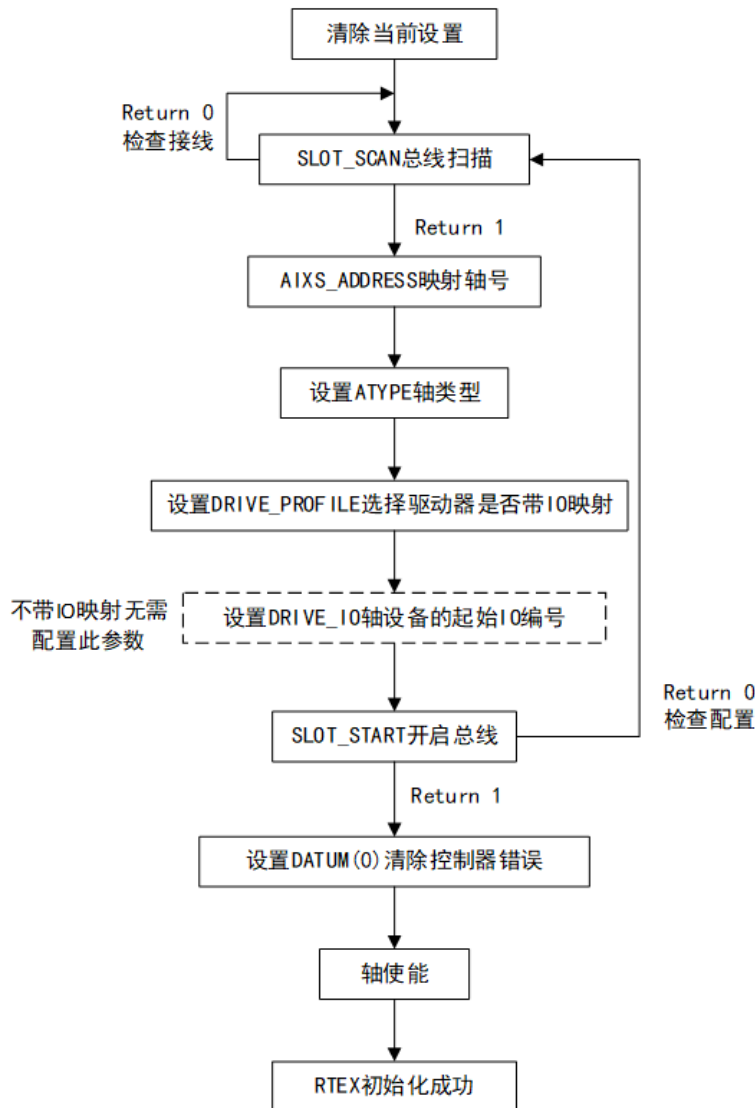 清除当前设置
Return 0
检查接线
SLOT_SCAN总线扫描
Return 1
AIXS_ADDRESS映射轴号
设置ATYPE轴类型
设置DRIVE_PROFILE选择驱动器是否带IO映射
不带IO映射无需
配置此参数
设置DRIVE_IO轴设备的起始IO编号
Return 0
检查配置
SLOT_START开启总线
Return 1
设置DATUM(0)清除控制器错误
轴使能
RTEX初始化成功